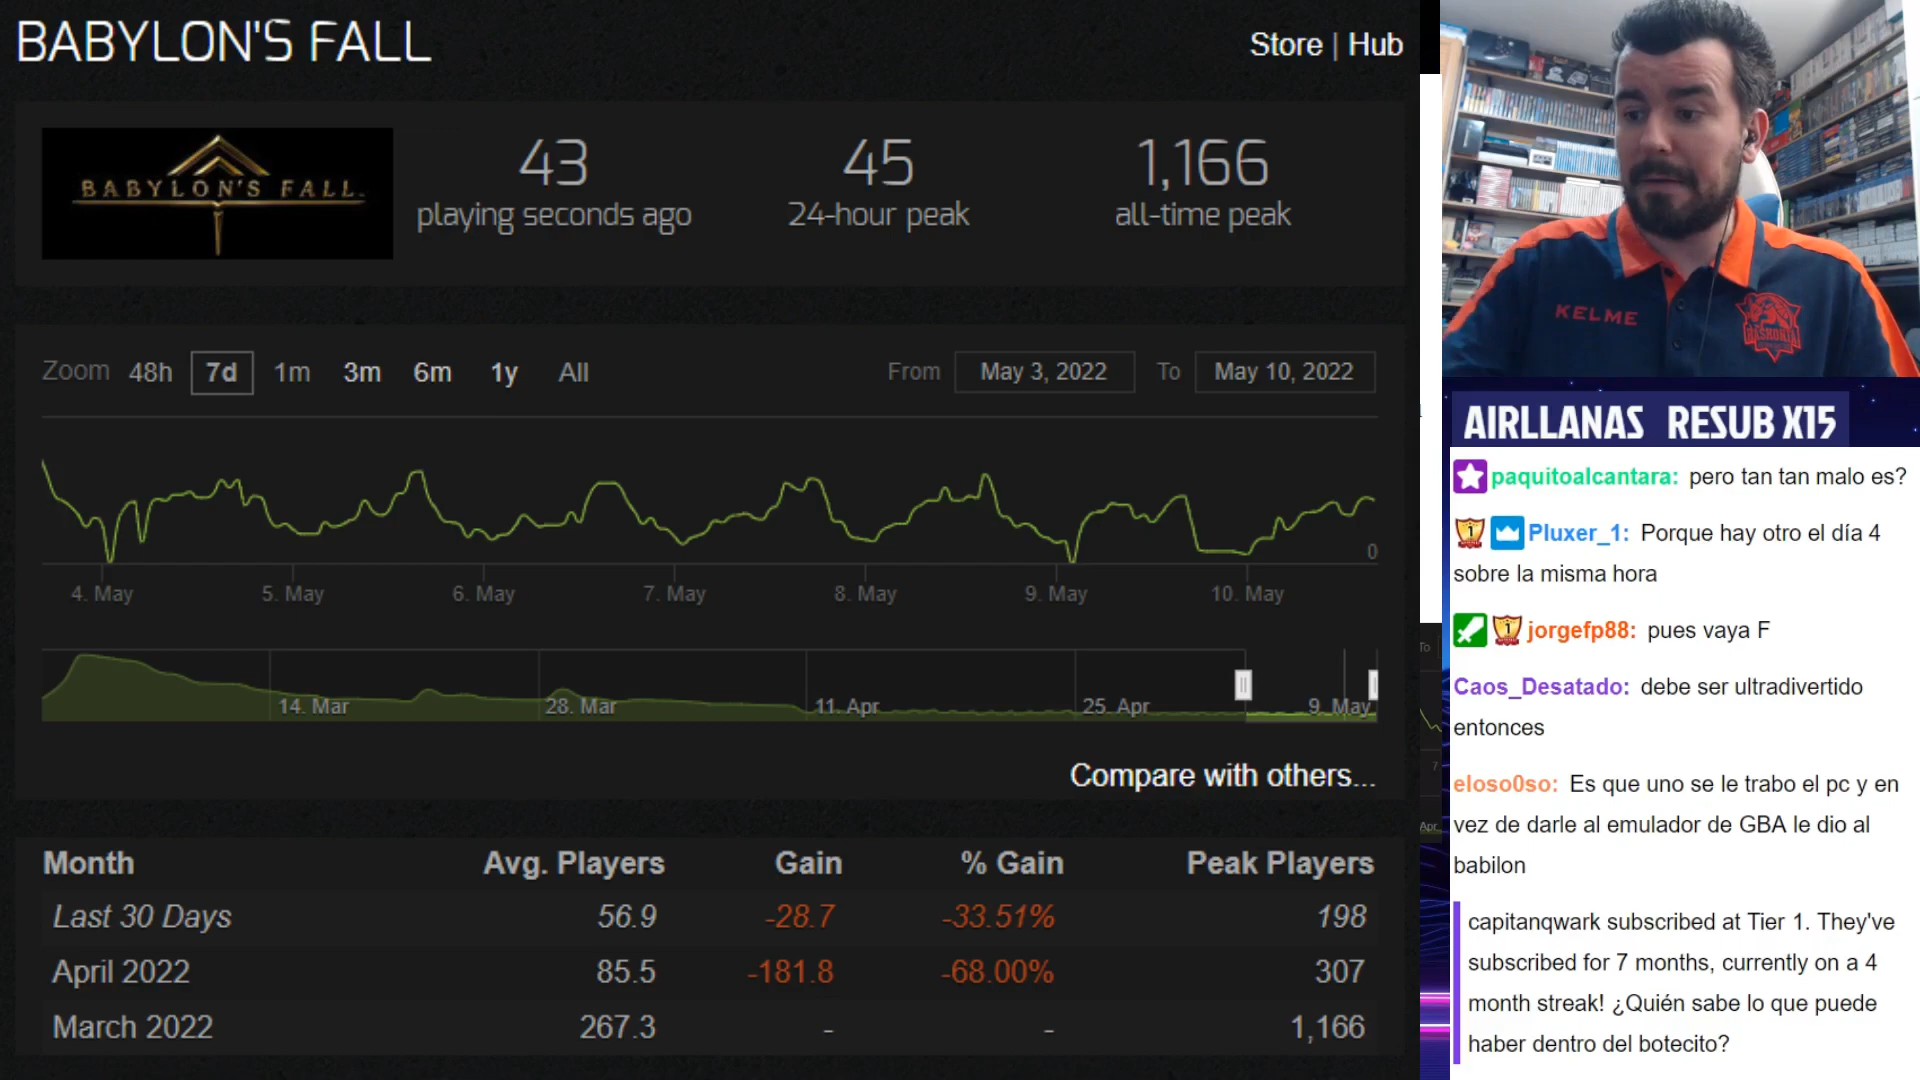 BABYLON'S FALL
Store | Hub
BABYLON'S FALL
43
playing seconds ago
45
24-hour peak
1,166
all-time peak
Zoom 48h 7d 1m 3m 6m 1y All
From May 3, 2022 To May 10, 2022
0
4. May 5. May 6. May 7. May 8. May 9. May 10. May
14. Mar 28. Mar 11. Apr 25. Apr 9. May
Compare with others...
Month Avg. Players Gain % Gain Peak Players
Last 30 Days 56.9 -28.7 -33.51% 198
April 2022 85.5 -181.8 -68.00% 307
March 2022 267.3 - - 1,166
KELME
BASKONIA
To
7
Apr
AIRLLANAS RESUB X15
paquitoalcantara: pero tan tan malo es?
Pluxer_1: Porque hay otro el día 4
sobre la misma hora
jorgefp88: pues vaya F
Caos_Desatado: debe ser ultradivertido
entonces
eloso0so: Es que uno se le trabo el pc y en
vez de darle al emulador de GBA le dio al
babilon
capitanqwark subscribed at Tier 1. They've
subscribed for 7 months, currently on a 4
month streak! ¿Quién sabe lo que puede
haber dentro del botecito?